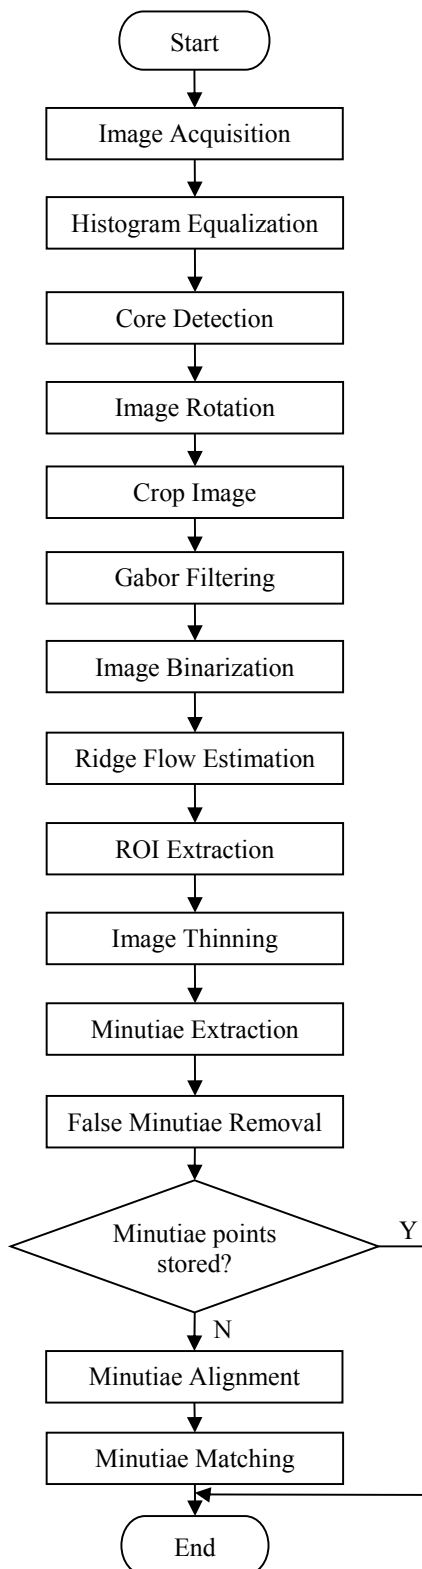 Start
Image Acquisition
Histogram Equalization
Core Detection
Image Rotation
Crop Image
Gabor Filtering
Image Binarization
Ridge Flow Estimation
ROI Extraction
Image Thinning
Minutiae Extraction
False Minutiae Removal
Minutiae points
stored?
Y
N
Minutiae Alignment
Minutiae Matching
End